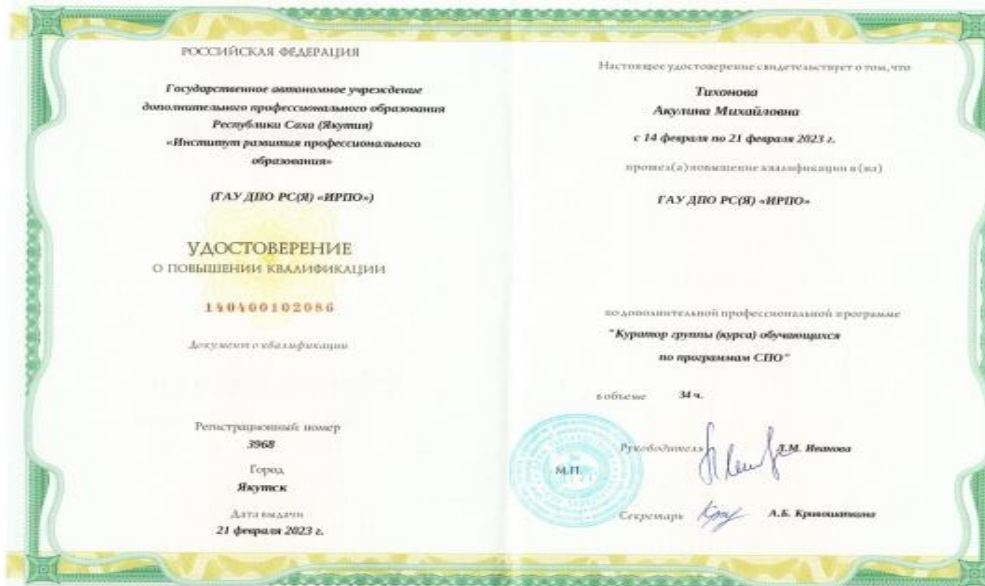 РОССИЙСКАЯ ФЕДЕРАЦИЯ
Государственное автономное учреждение
дополнительного профессионального образования
Республики Саха (Якутия)
«Институт развития профессионального
образования»
(ГАУ ДПО РС(Я) «ИРПО»)
УДОСТОВЕРЕНИЕ
О ПОВЫШЕНИИ КВАЛИФИКАЦИИ
140400102086
Документ о квалификации
Регистрационный номер
3968
Город
Якутск
Дата выдачи
21 февраля 2023 г.
Настоящее удостоверение свидетельствует о том, что
Тихонова
Акулина Михайловна
с 14 февраля по 21 февраля 2023 г.
прошел(а) повышение квалификации в (на)
ГАУ ДПО РС(Я) «ИРПО»
по дополнительной профессиональной программе
"Куратор группы (курса) обучающихся
по программам СПО"
в объеме 34 ч.
Руководитель Л.М. Иванова
М.П.
Секретарь А.Б. Кривошапкина